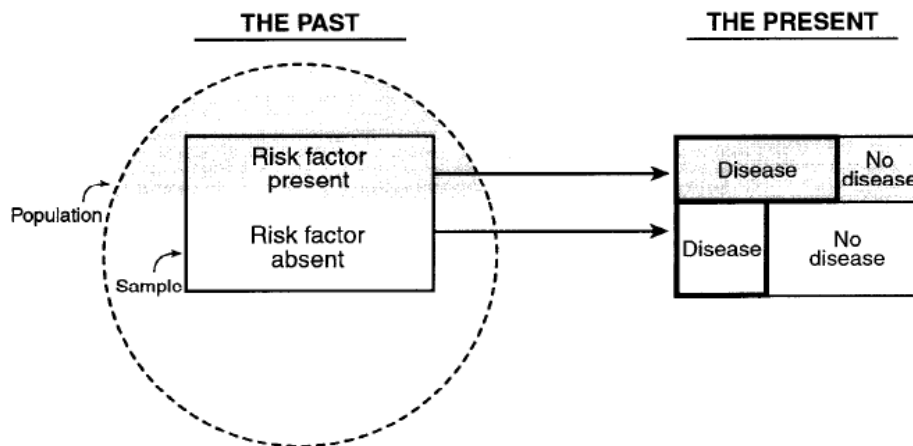 THE PAST
THE PRESENT
Risk factor
present
Risk factor
absent
Population
Sample
Disease
No
disease
Disease
No
disease